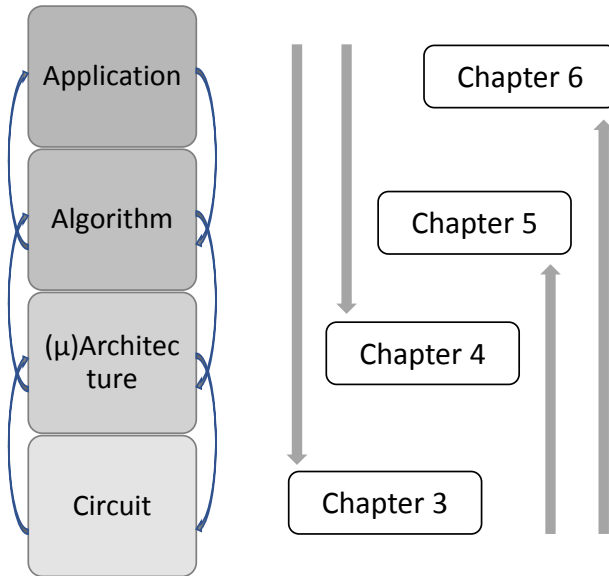 Application
Chapter 6
Algorithm
Chapter 5
(μ)Architec
ture
Chapter 4
Circuit
Chapter 3